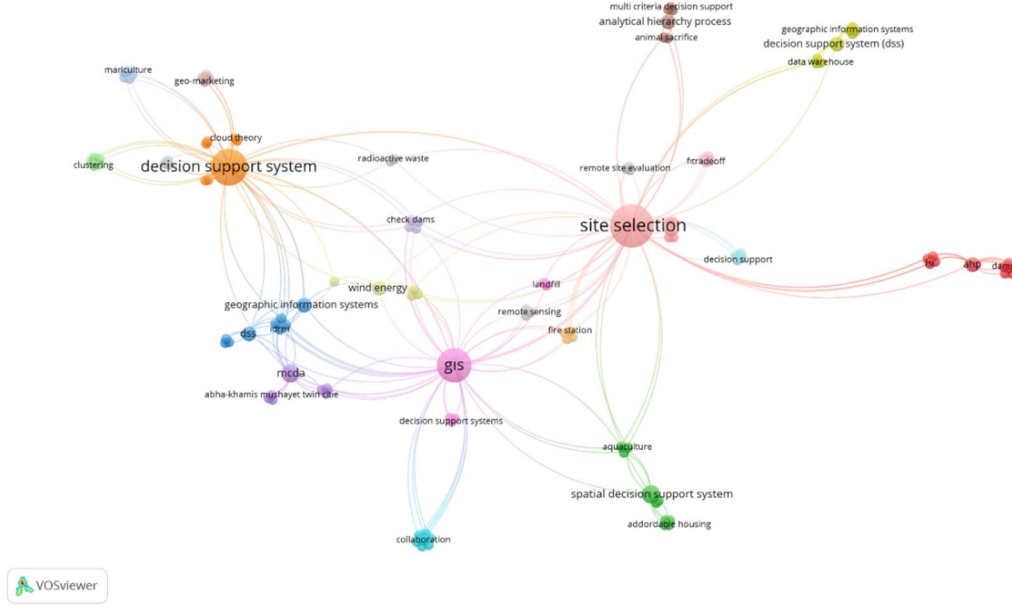 multi criteria decision support
analytical hierarchy process
animal sacrifice
geographic information systems
decision support system (dss)
data warehouse
mariculture
geo-marketing
cloud theory
clustering
decision support system
radioactive waste
remote site evaluation
fitradeoff
check dams
site selection
decision support
ahp
wind energy
landfill
geographic information systems
remote sensing
dss
fire station
gis
mcda
abha-khamis mushayet twin citie
decision support systems
aquaculture
spatial decision support system
addordable housing
collaboration
VOSviewer